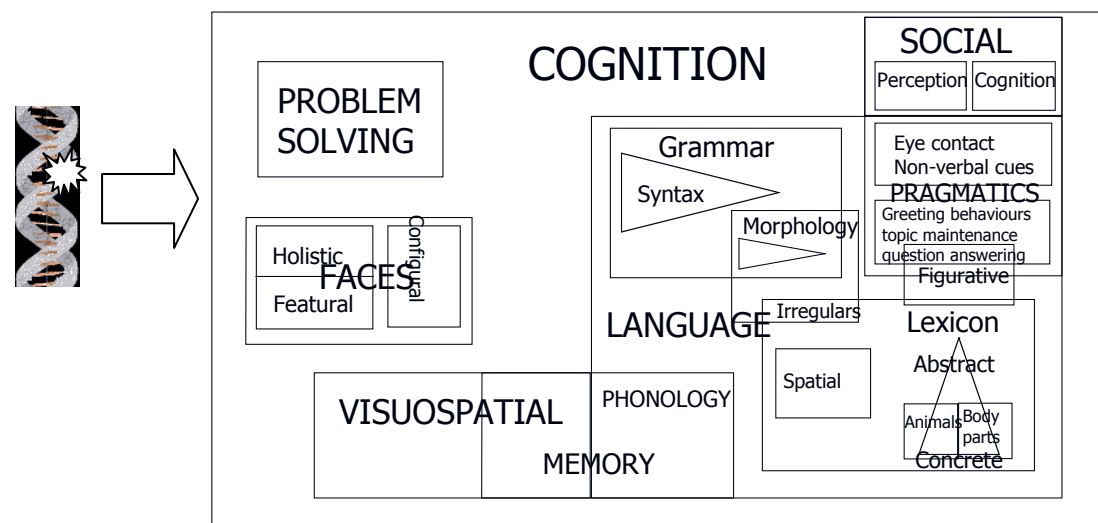 COGNITION
SOCIAL
Perception
Cognition
PROBLEM
SOLVING
Eye contact
Non-verbal cues
PRAGMATICS
Greeting behaviours
topic maintenance
question answering
Figurative
Grammar
Syntax
Morphology
Irregulars
LANGUAGE
Holistic
FACES
Featural
Configural
Lexicon
Abstract
Spatial
Animals
Body
parts
Concrete
VISUOSPATIAL
PHONOLOGY
MEMORY